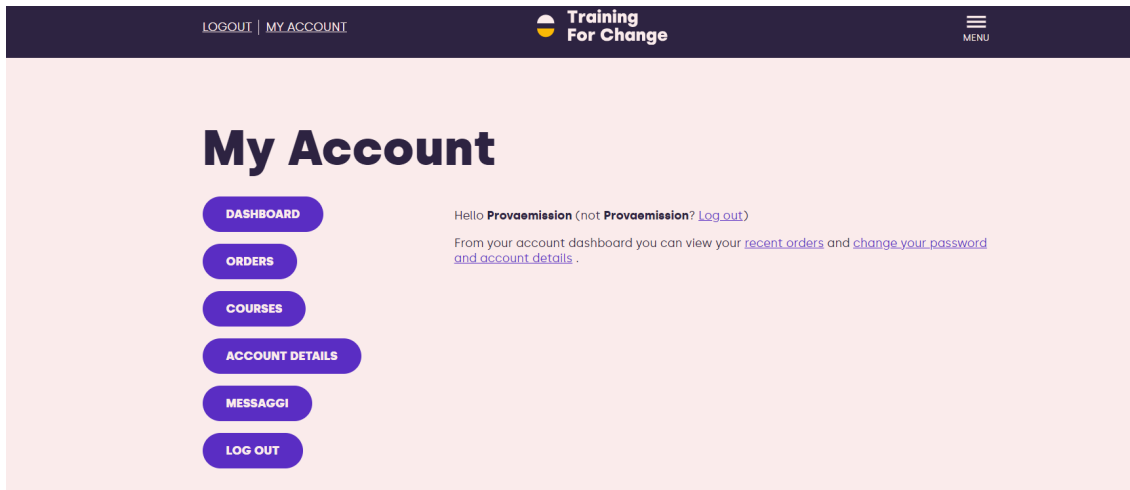 LOGOUT | MY ACCOUNT
Training
For Change
MENU
My Account
DASHBOARD
ORDERS
COURSES
ACCOUNT DETAILS
MESSAGGI
LOG OUT
Hello Provaemission (not Provaemission? Log out)
From your account dashboard you can view your recent orders and change your password
and account details .